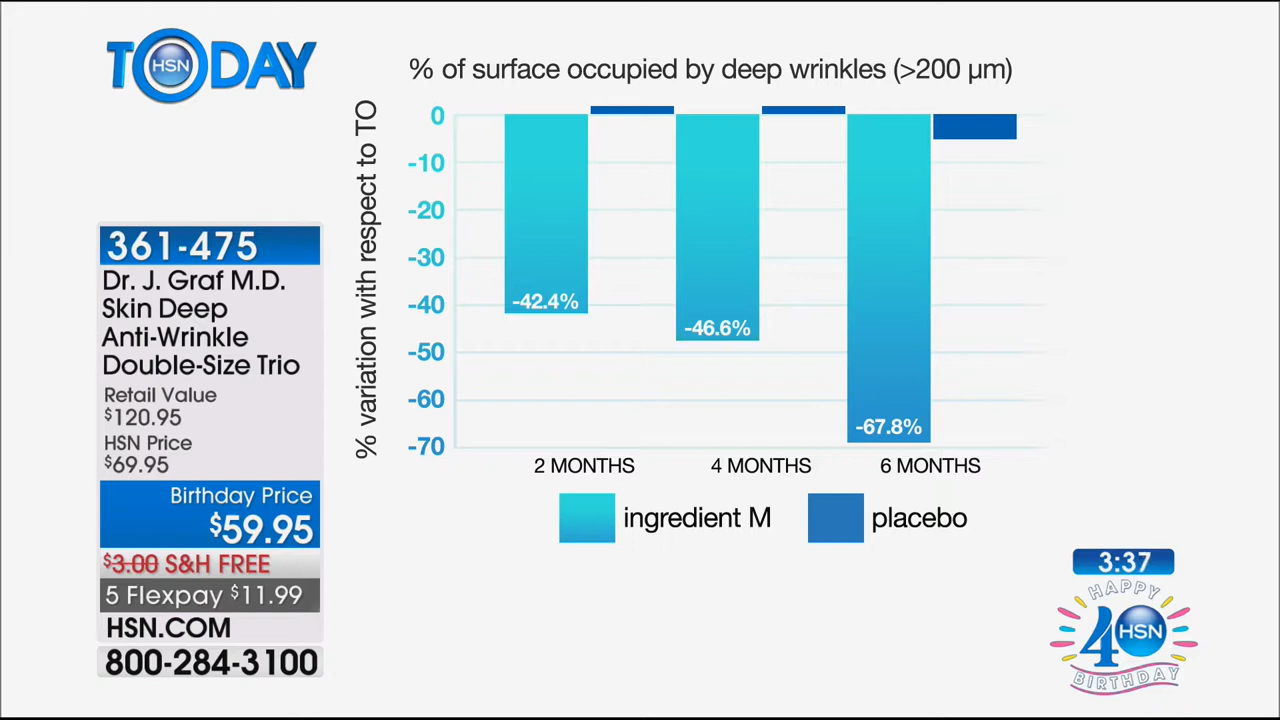 TODAY
HSN
361-475
Dr. J. Graf M.D.
Skin Deep
Anti-Wrinkle
Double-Size Trio
Retail Value
$120.95
HSN Price
$69.95
Birthday Price
$59.95
$3.00 S&H FREE
5 Flexpay $11.99
HSN.COM
800-284-3100
% of surface occupied by deep wrinkles (>200 µm)
% variation with respect to TO
0
-10
-20
-30
-40
-50
-60
-70
-42.4%
-46.6%
-67.8%
2 MONTHS
4 MONTHS
6 MONTHS
ingredient M
placebo
3:37
HAPPY
40
HSN
BIRTHDAY